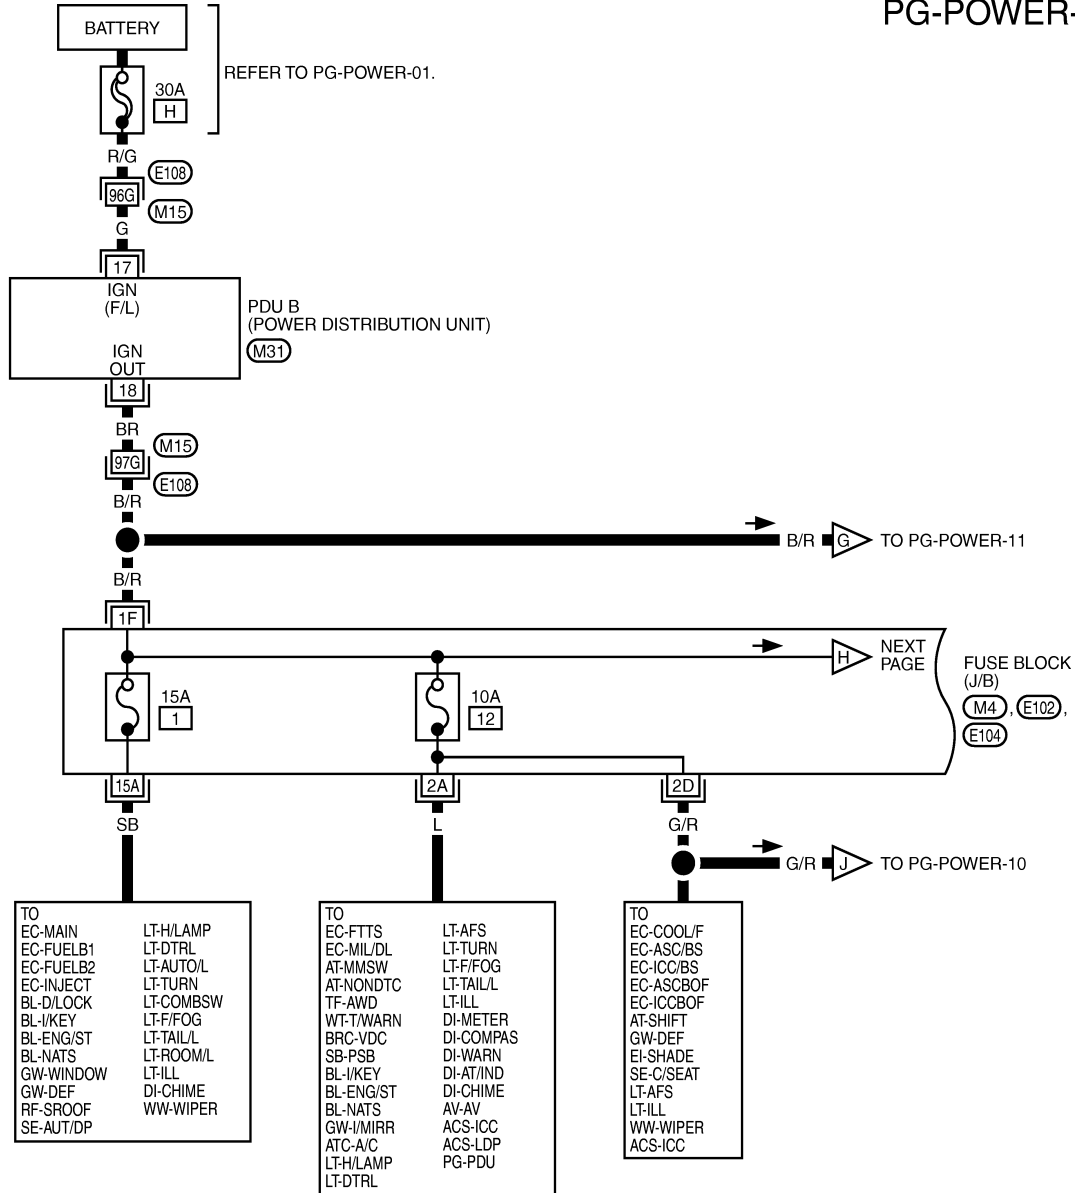 PG-POWER-
BATTERY
REFER TO PG-POWER-01.
30A
H
R/G
E108
96G
M15
G
17
IGN
(F/L)
PDU B
(POWER DISTRIBUTION UNIT)
M31
IGN
OUT
18
BR
M15
97G
E108
B/R
B/R
G
TO PG-POWER-11
B/R
1F
H
NEXT
PAGE
FUSE BLOCK
(J/B)
M4 , E102 ,
E104
15A
1
10A
12
15A
2A
2D
SB
L
G/R
G/R
J
TO PG-POWER-10
TO
EC-MAIN
EC-FUELB1
EC-FUELB2
EC-INJECT
BL-D/LOCK
BL-I/KEY
BL-ENG/ST
BL-NATS
GW-WINDOW
GW-DEF
RF-SROOF
SE-AUT/DP
LT-H/LAMP
LT-DTRL
LT-AUTO/L
LT-TURN
LT-COMBSW
LT-F/FOG
LT-TAIL/L
LT-ROOM/L
LT-ILL
DI-CHIME
WW-WIPER
TO
EC-FTTS
EC-MIL/DL
AT-MMSW
AT-NONDTC
TF-AWD
WT-T/WARN
BRC-VDC
SB-PSB
BL-I/KEY
BL-ENG/ST
BL-NATS
GW-I/MIRR
ATC-A/C
LT-H/LAMP
LT-DTRL
LT-AFS
LT-TURN
LT-F/FOG
LT-TAIL/L
LT-ILL
DI-METER
DI-COMPAS
DI-WARN
DI-AT/IND
DI-CHIME
AV-AV
ACS-ICC
ACS-LDP
PG-PDU
TO
EC-COOL/F
EC-ASC/BS
EC-ICC/BS
EC-ASCBOF
EC-ICCBOF
AT-SHIFT
GW-DEF
EI-SHADE
SE-C/SEAT
LT-AFS
LT-ILL
WW-WIPER
ACS-ICC